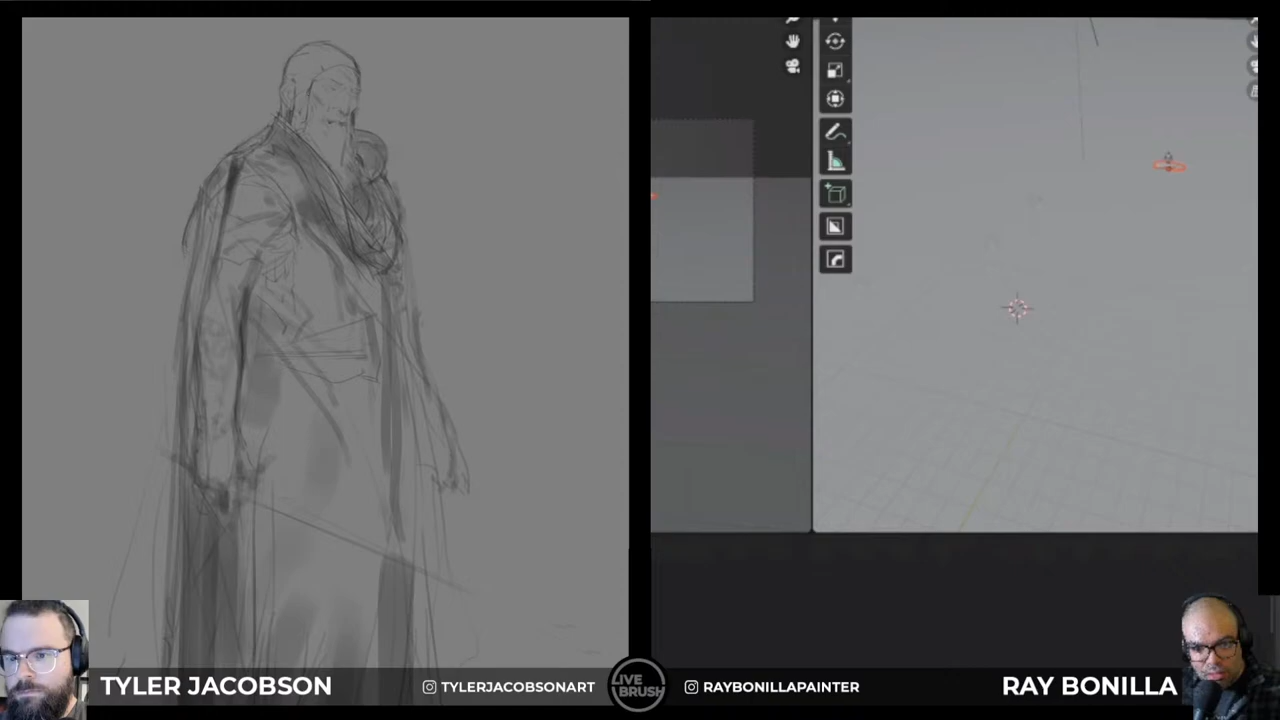 TYLER JACOBSON
TYLERJACOBSONART
LIVE
BRUSH
RAYBONILLAPAINTER
RAY BONILLA